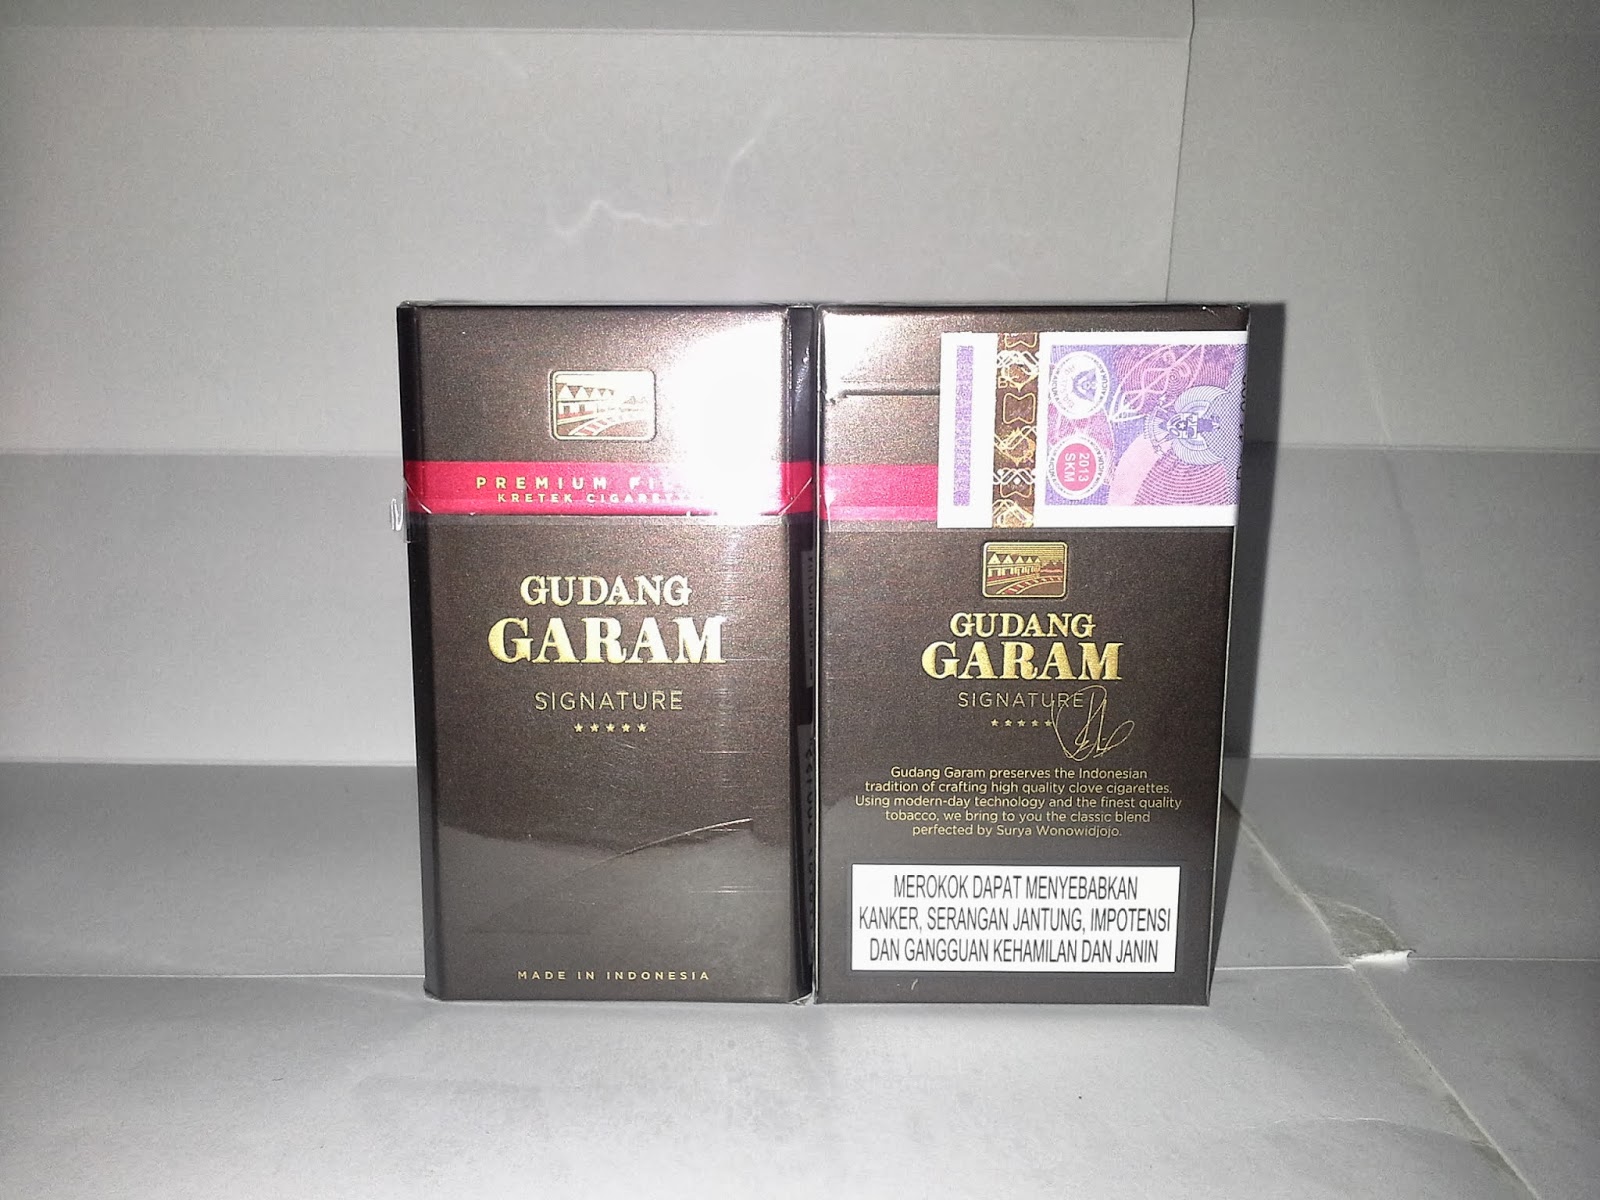 PREMIUM
KRETEK
GUDANG
GARAM
SIGNATURE
MADE IN INDONESIA
2013
SKM
GUDANG
GARAM
SIGNATURE
Gudang Garam preserves the Indonesian
tradition of crafting high quality clove cigarettes.
Using modern-day technology and the finest quality
tobacco, we bring to you the classic blend
perfected by Surya Wonowidjojo.
MEROKOK DAPAT MENYEBABKAN
KANKER, SERANGAN JANTUNG, IMPOTENSI
DAN GANGGUAN KEHAMILAN DAN JANIN